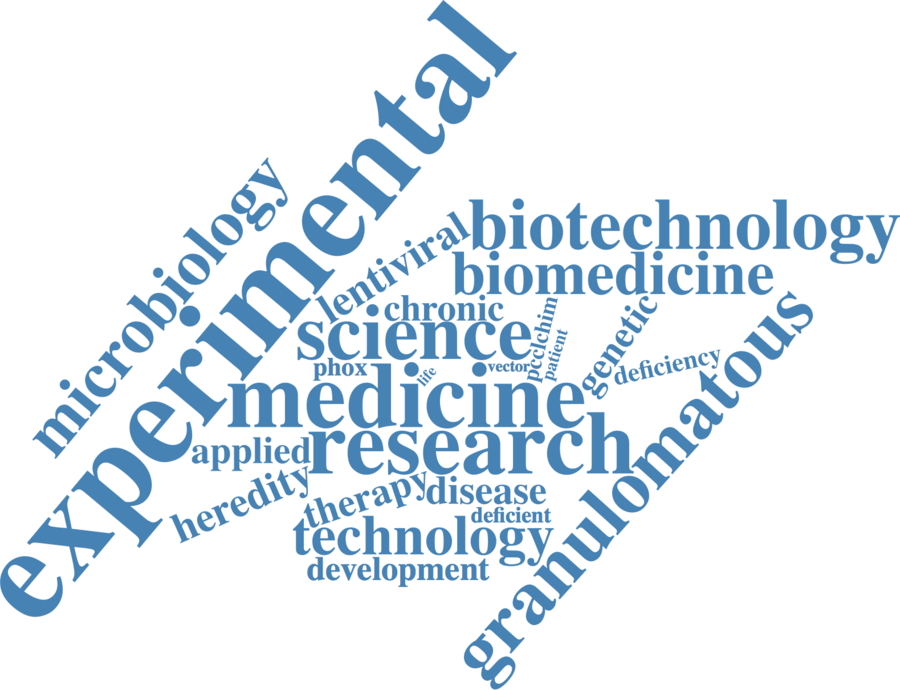 experimental
microbiology
lentiviral
biotechnology
biomedicine
chronic
science
pcclchim
patient
genetic
phox
life
vector
deficiency
medicine
granulomatous
applied
research
heredity
therapy
disease
deficient
technology
development